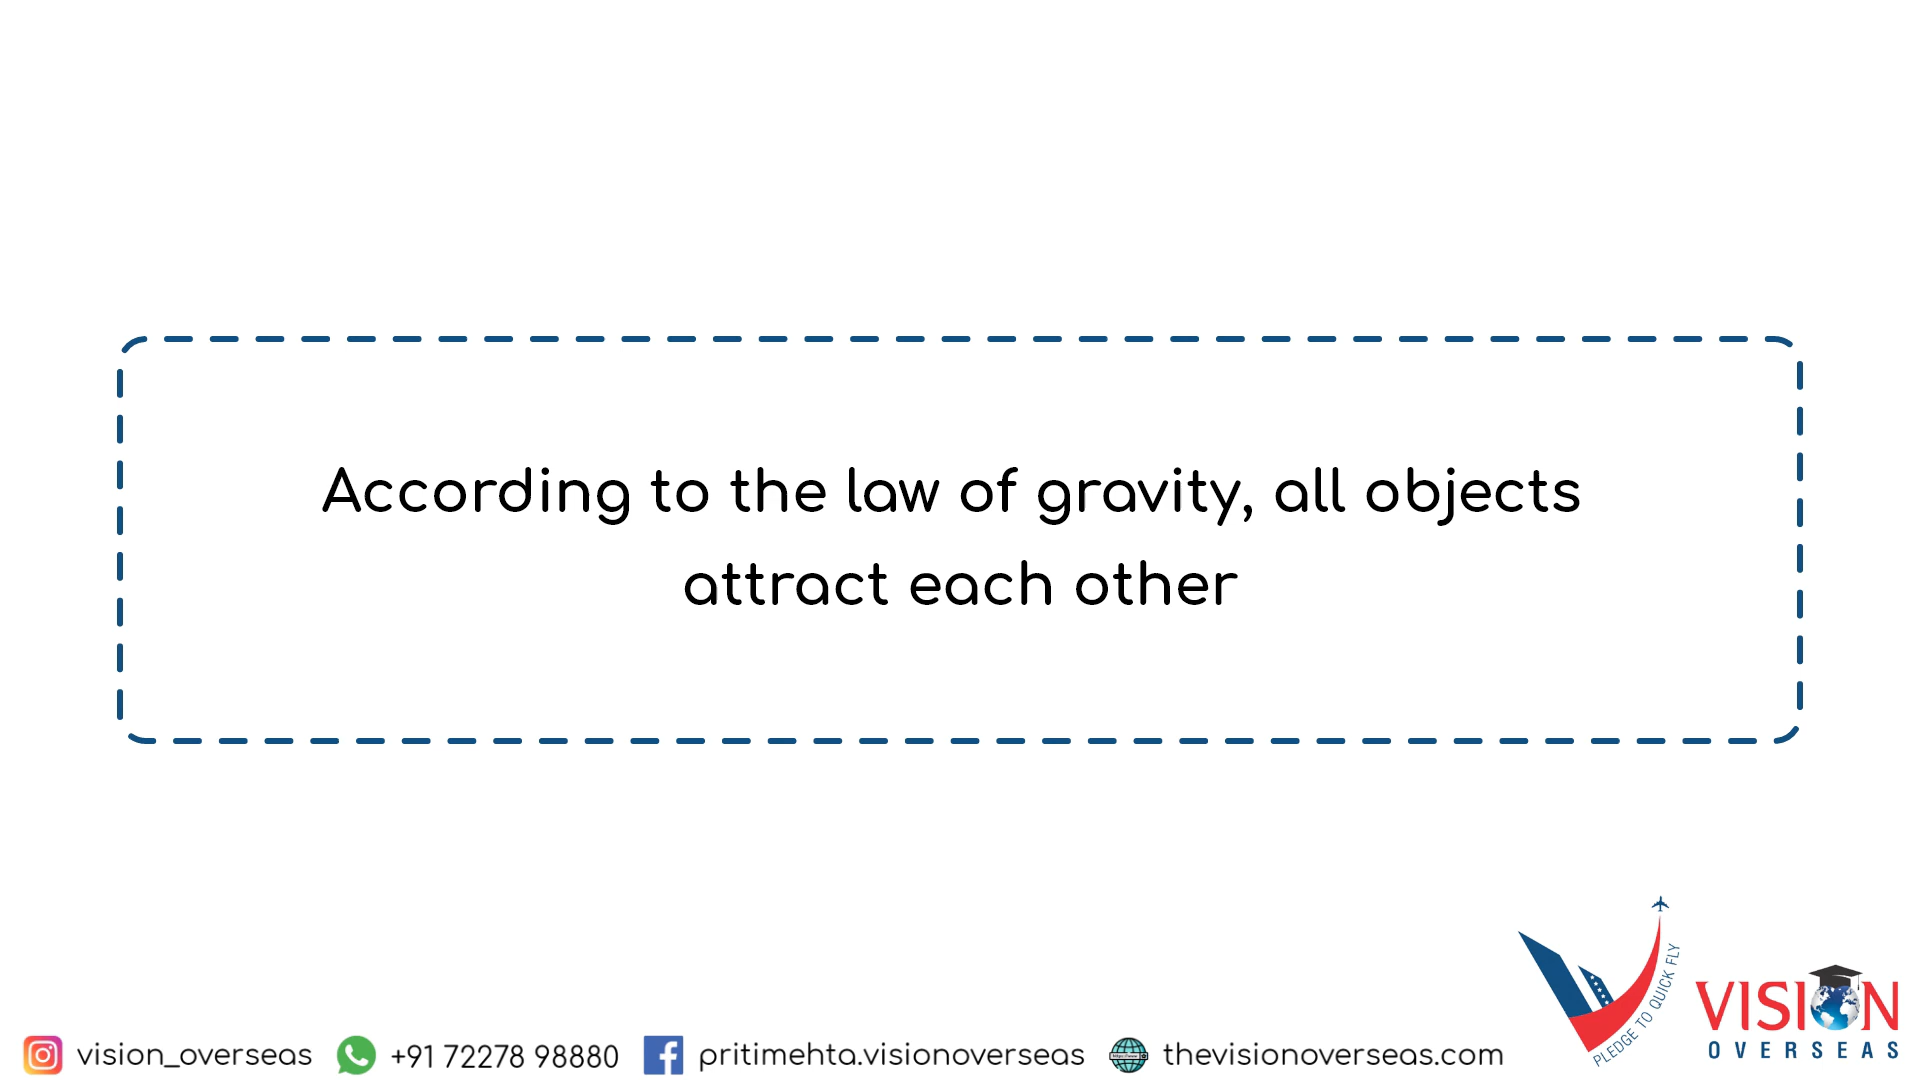 According to the law of gravity, all objects
attract each other
PLEDGE TO QUICK FLY
VISION
OVERSEAS
vision_overseas +91 72278 98880 pritimehta.visionoverseas thevisionoverseas.com